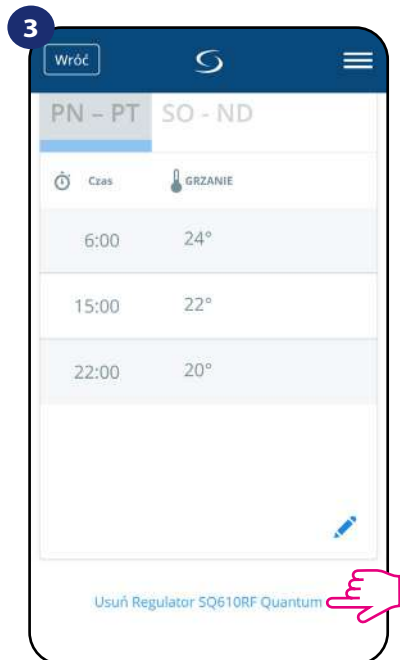 3
Wróć
PN – PT SO - ND
Czas GRZANIE
6:00 24°
15:00 22°
22:00 20°
Usuń Regulator SQ610RF Quantum